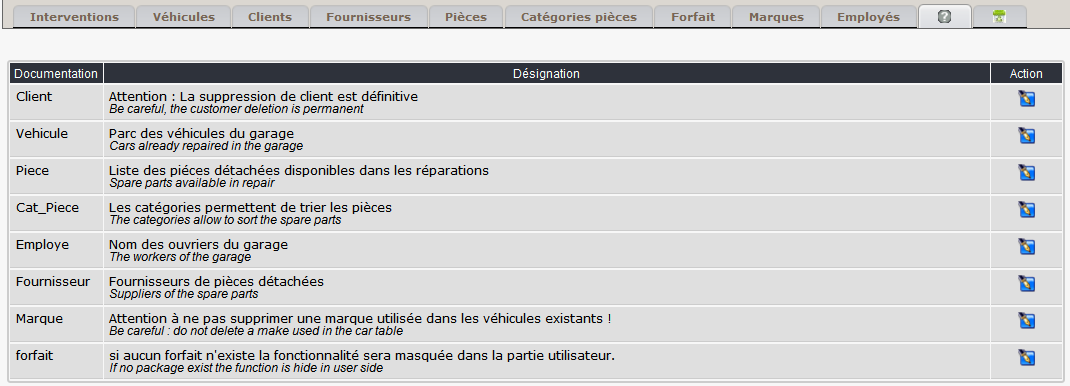 Interventions Véhicules Clients Fournisseurs Pièces Catégories pièces Forfait Marques Employés ?
Documentation Désignation Action
Client Attention : La suppression de client est définitive
Be careful, the customer deletion is permanent
Vehicule Parc des véhicules du garage
Cars already repaired in the garage
Piece Liste des piéces détachées disponibles dans les réparations
Spare parts available in repair
Cat_Piece Les catégories permettent de trier les pièces
The categories allow to sort the spare parts
Employe Nom des ouvriers du garage
The workers of the garage
Fournisseur Fournisseurs de pièces détachées
Suppliers of the spare parts
Marque Attention à ne pas supprimer une marque utilisée dans les véhicules existants !
Be careful : do not delete a make used in the car table
forfait si aucun forfait n'existe la fonctionnalité sera masquée dans la partie utilisateur.
If no package exist the function is hide in user side